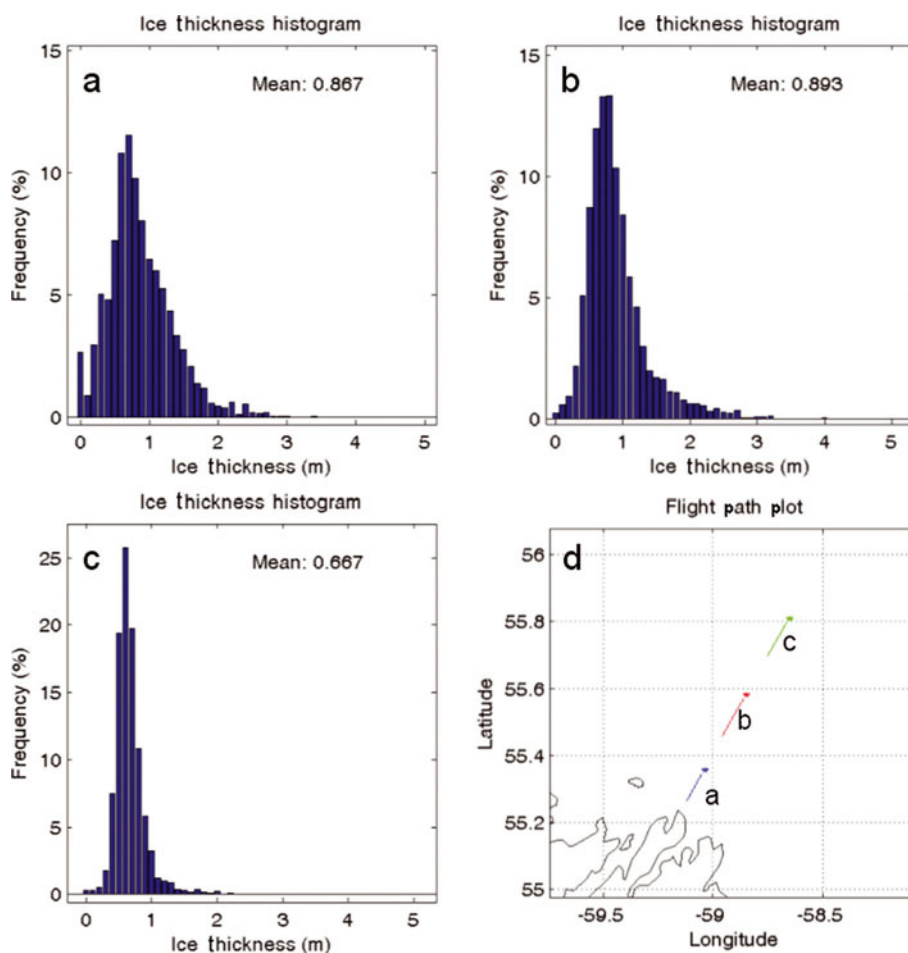 Ice thickness histogram
15
10
5
0
Frequency (%)
a
Mean: 0.867
0 1 2 3 4 5
Ice thickness (m)
Ice thickness histogram
15
10
5
0
Frequency (%)
b
Mean: 0.893
0 1 2 3 4 5
Ice thickness (m)
Ice thickness histogram
25
20
15
10
5
0
Frequency (%)
c
Mean: 0.667
0 1 2 3 4 5
Ice thickness (m)
Flight path plot
d
56
55.8
55.6
55.4
55.2
55
Latitude
c
b
a
-59.5 -59 -58.5
Longitude